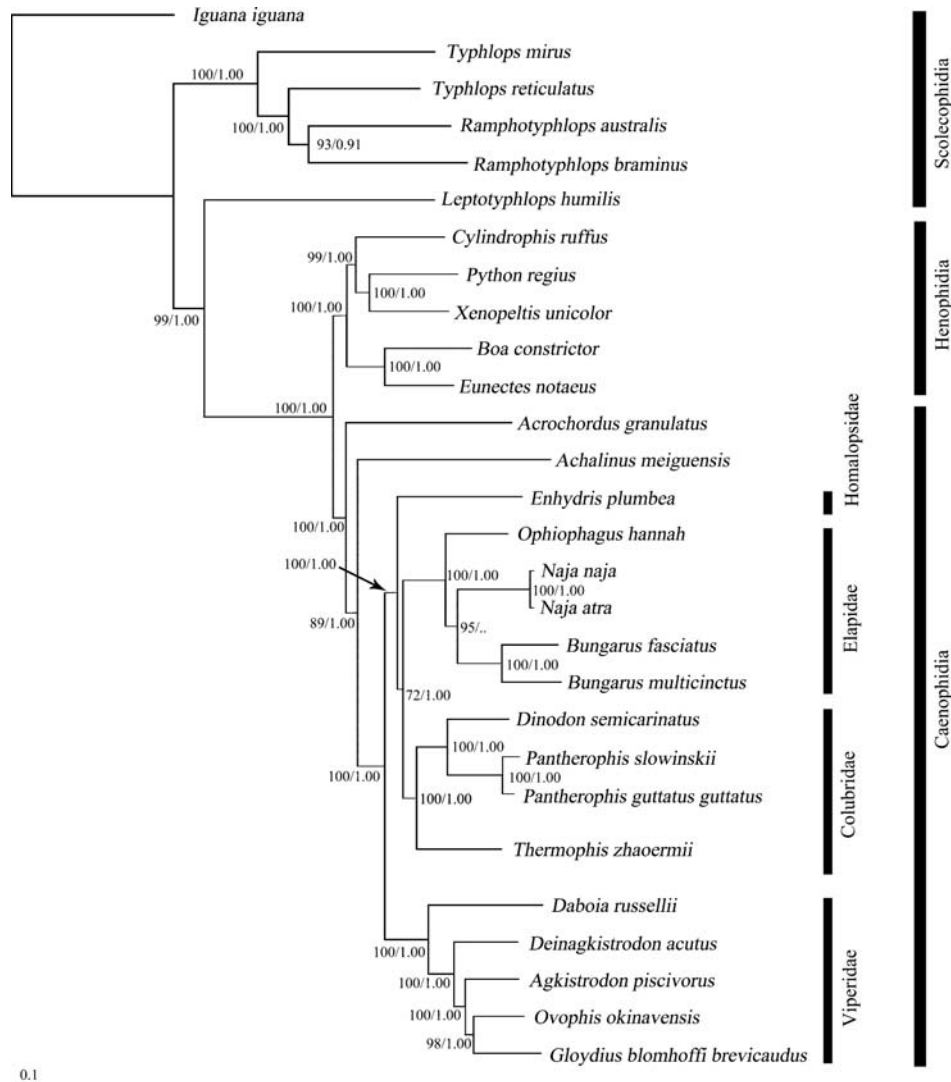 Iguana iguana
Typhlops mirus
100/1.00
Typhlops reticulatus
100/1.00
Ramphotyphlops australis
93/0.91
Ramphotyphlops braminus
Leptotyphlops humilis
Scolecophidia
Cylindrophis ruffus
99/1.00
Python regius
100/1.00
100/1.00
Xenopeltis unicolor
99/1.00
Boa constrictor
100/1.00
Eunectes notaeus
Henophidia
100/1.00
Acrochordus granulatus
Achalinus meiguensis
Enhydris plumbea
Homalopsidae
100/1.00
Ophiophagus hannah
100/1.00
100/1.00
Naja naja
100/1.00
Naja atra
89/1.00
95/..
Bungarus fasciatus
100/1.00
Bungarus multicinctus
Elapidae
72/1.00
Dinodon semicarinatus
100/1.00
Pantherophis slowinskii
100/1.00
100/1.00
Pantherophis guttatus guttatus
100/1.00
Thermophis zhaoermii
Colubridae
Caenophidia
Daboia russellii
100/1.00
Deinagkistrodon acutus
100/1.00
Agkistrodon piscivorus
100/1.00
Ovophis okinavensis
98/1.00
Gloydius blomhoffi brevicaudus
Viperidae
0.1